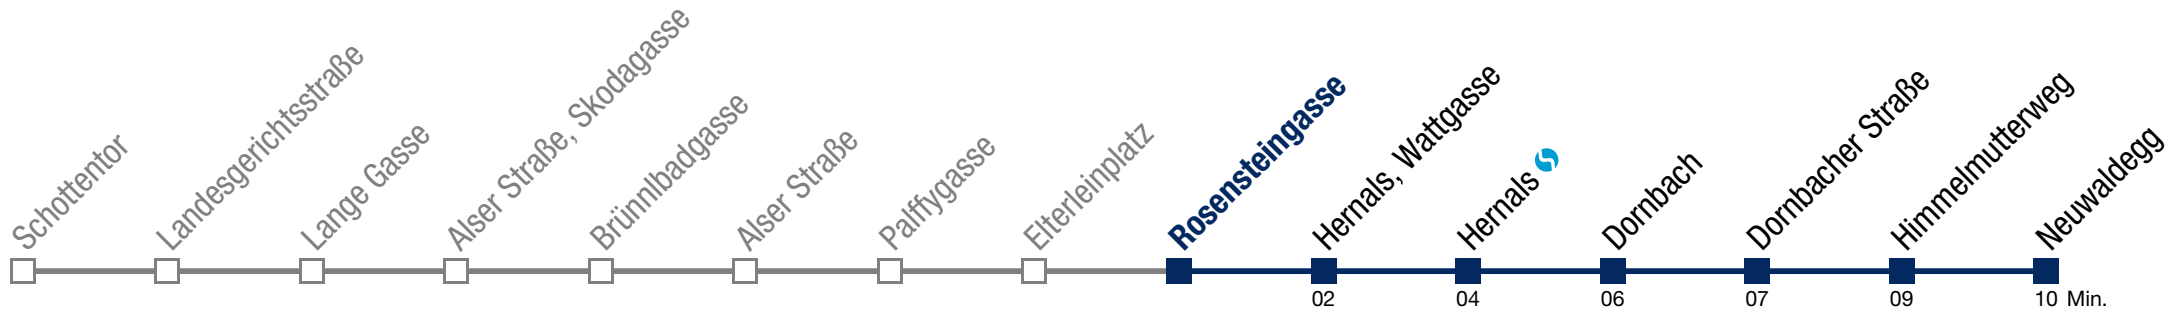 Schottentor
Landesgerichtsstraße
Lange Gasse
Alser Straße, Skodagasse
Brünnlbadgasse
Alser Straße
Palffygasse
Elterleinplatz
Rosensteingasse
Hernals, Wattgasse
Hernals
Dornbach
Dornbacher Straße
Himmelmutterweg
Neuwaldegg
02 04 06 07 09 10 Min.